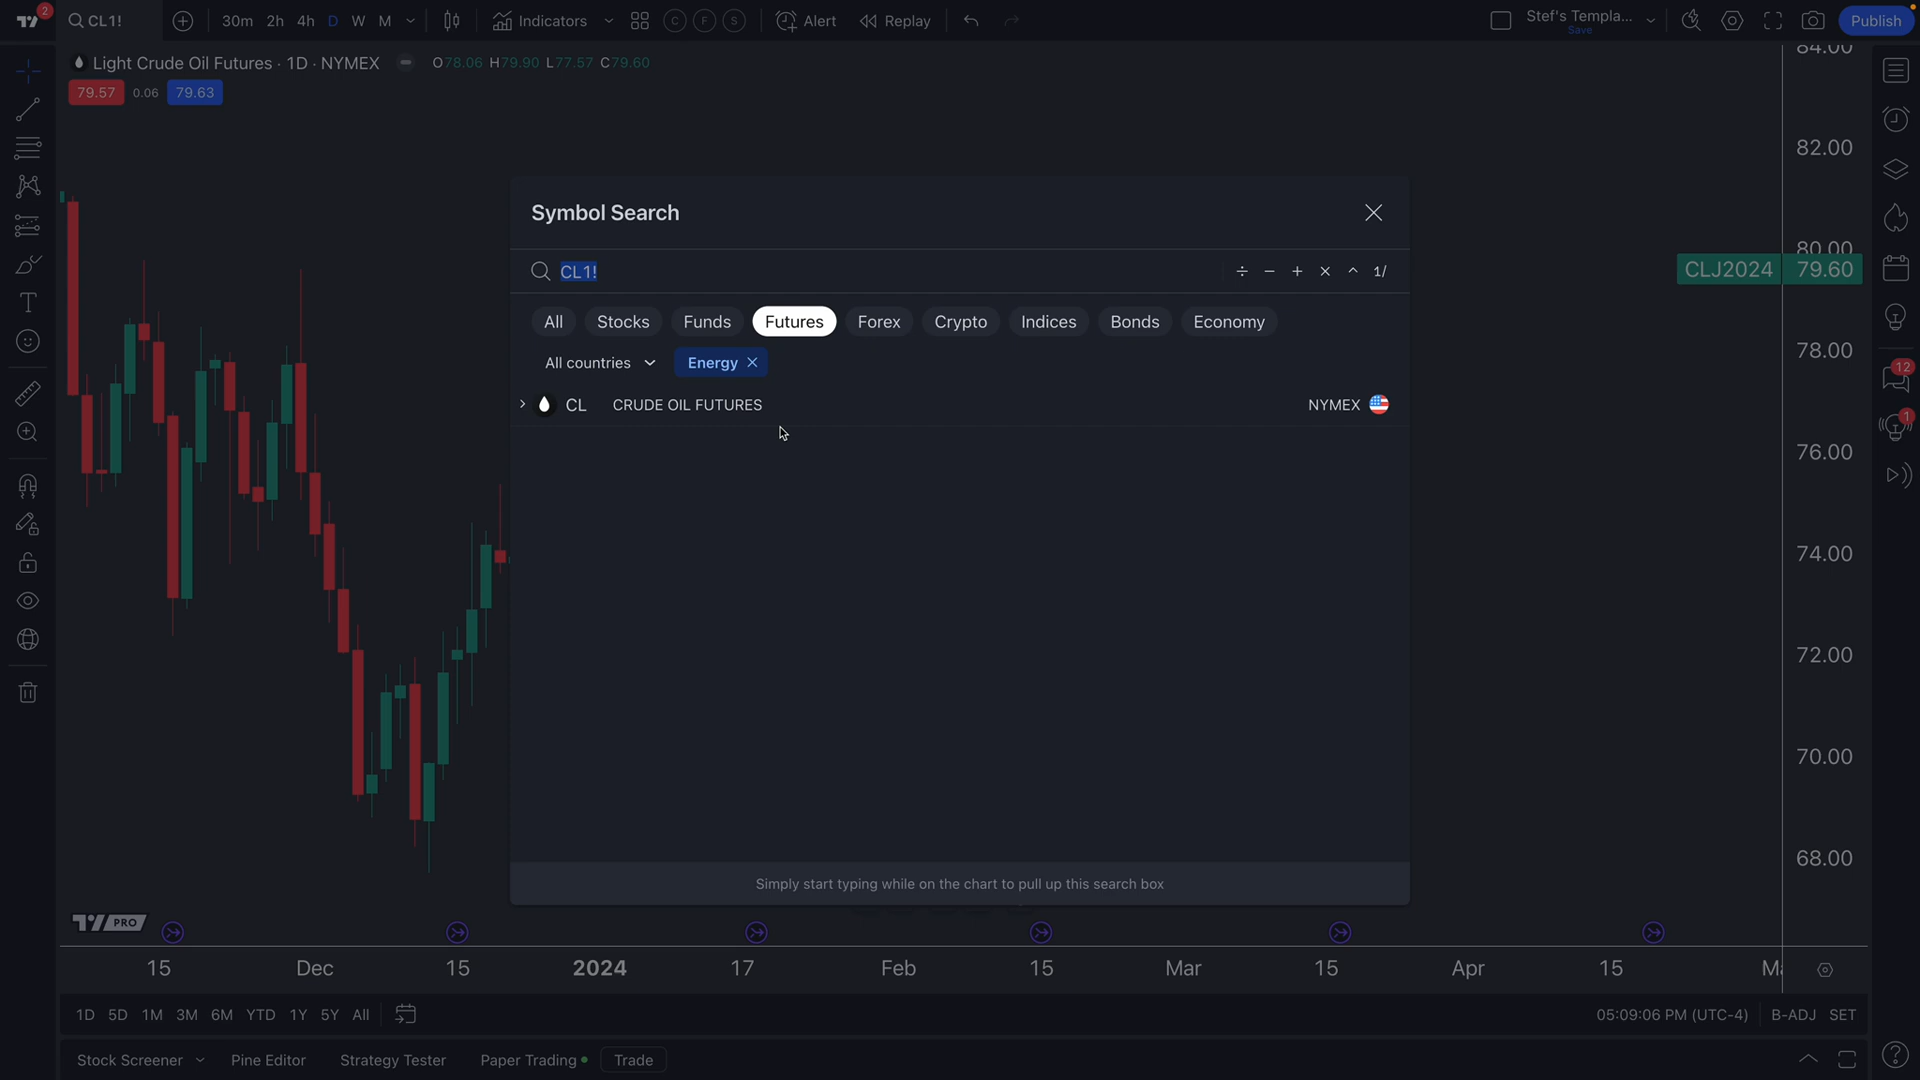 2
CL1!
30m 2h 4h D W M
Indicators
C F S
Alert
Replay
Stef's Templa...
Save
Publish
Light Crude Oil Futures · 1D · NYMEX
O78.06 H79.90 L77.57 C79.60
79.57 0.06 79.63
84.00
82.00
80.00
CLJ2024 79.60
78.00
76.00
74.00
72.00
70.00
68.00
12
1
Symbol Search
CL1!
÷ − + × ^ 1/
All Stocks Funds Futures Forex Crypto Indices Bonds Economy
All countries
Energy ×
CL CRUDE OIL FUTURES NYMEX
Simply start typing while on the chart to pull up this search box
PRO
15 Dec 15 2024 17 Feb 15 Mar 15 Apr 15
1D 5D 1M 3M 6M YTD 1Y 5Y All
05:09:06 PM (UTC-4) B-ADJ SET
Stock Screener Pine Editor Strategy Tester Paper Trading Trade